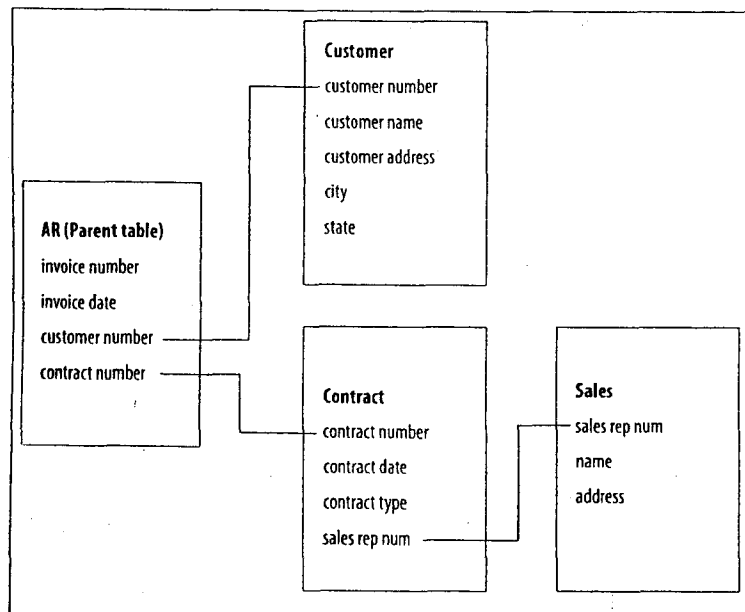 Customer
customer number
customer name
customer address
city
state
AR (Parent table)
invoice number
invoice date
customer number
contract number
Contract
contract number
contract date
contract type
sales rep num
Sales
sales rep num
name
address